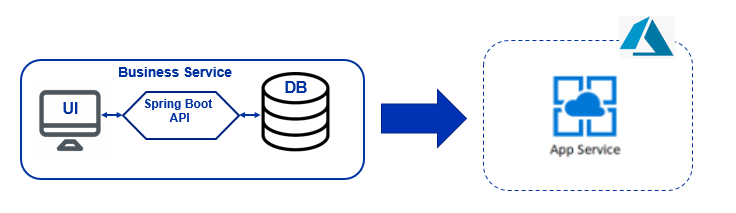 Business Service
UI
Spring Boot
API
DB
App Service